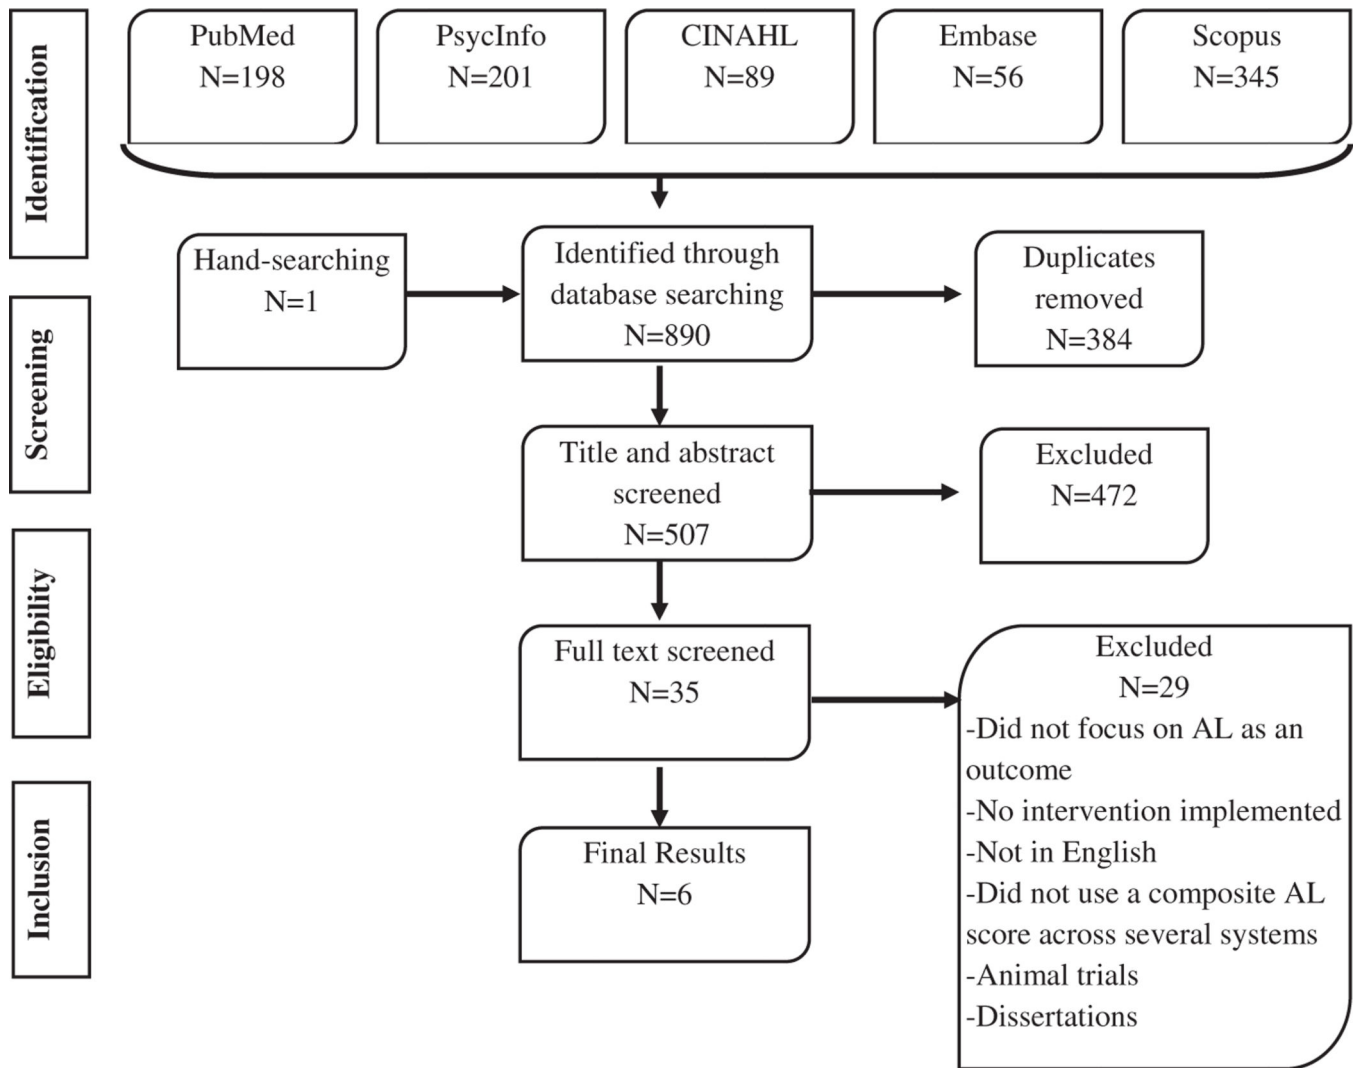 Identification
PubMed
N=198
PsycInfo
N=201
CINAHL
N=89
Embase
N=56
Scopus
N=345
Hand-searching
N=1
Identified through
database searching
N=890
Duplicates
removed
N=384
Screening
Title and abstract
screened
N=507
Excluded
N=472
Eligibility
Full text screened
N=35
Excluded
N=29
-Did not focus on AL as an
outcome
-No intervention implemented
-Not in English
-Did not use a composite AL
score across several systems
-Animal trials
-Dissertations
Inclusion
Final Results
N=6